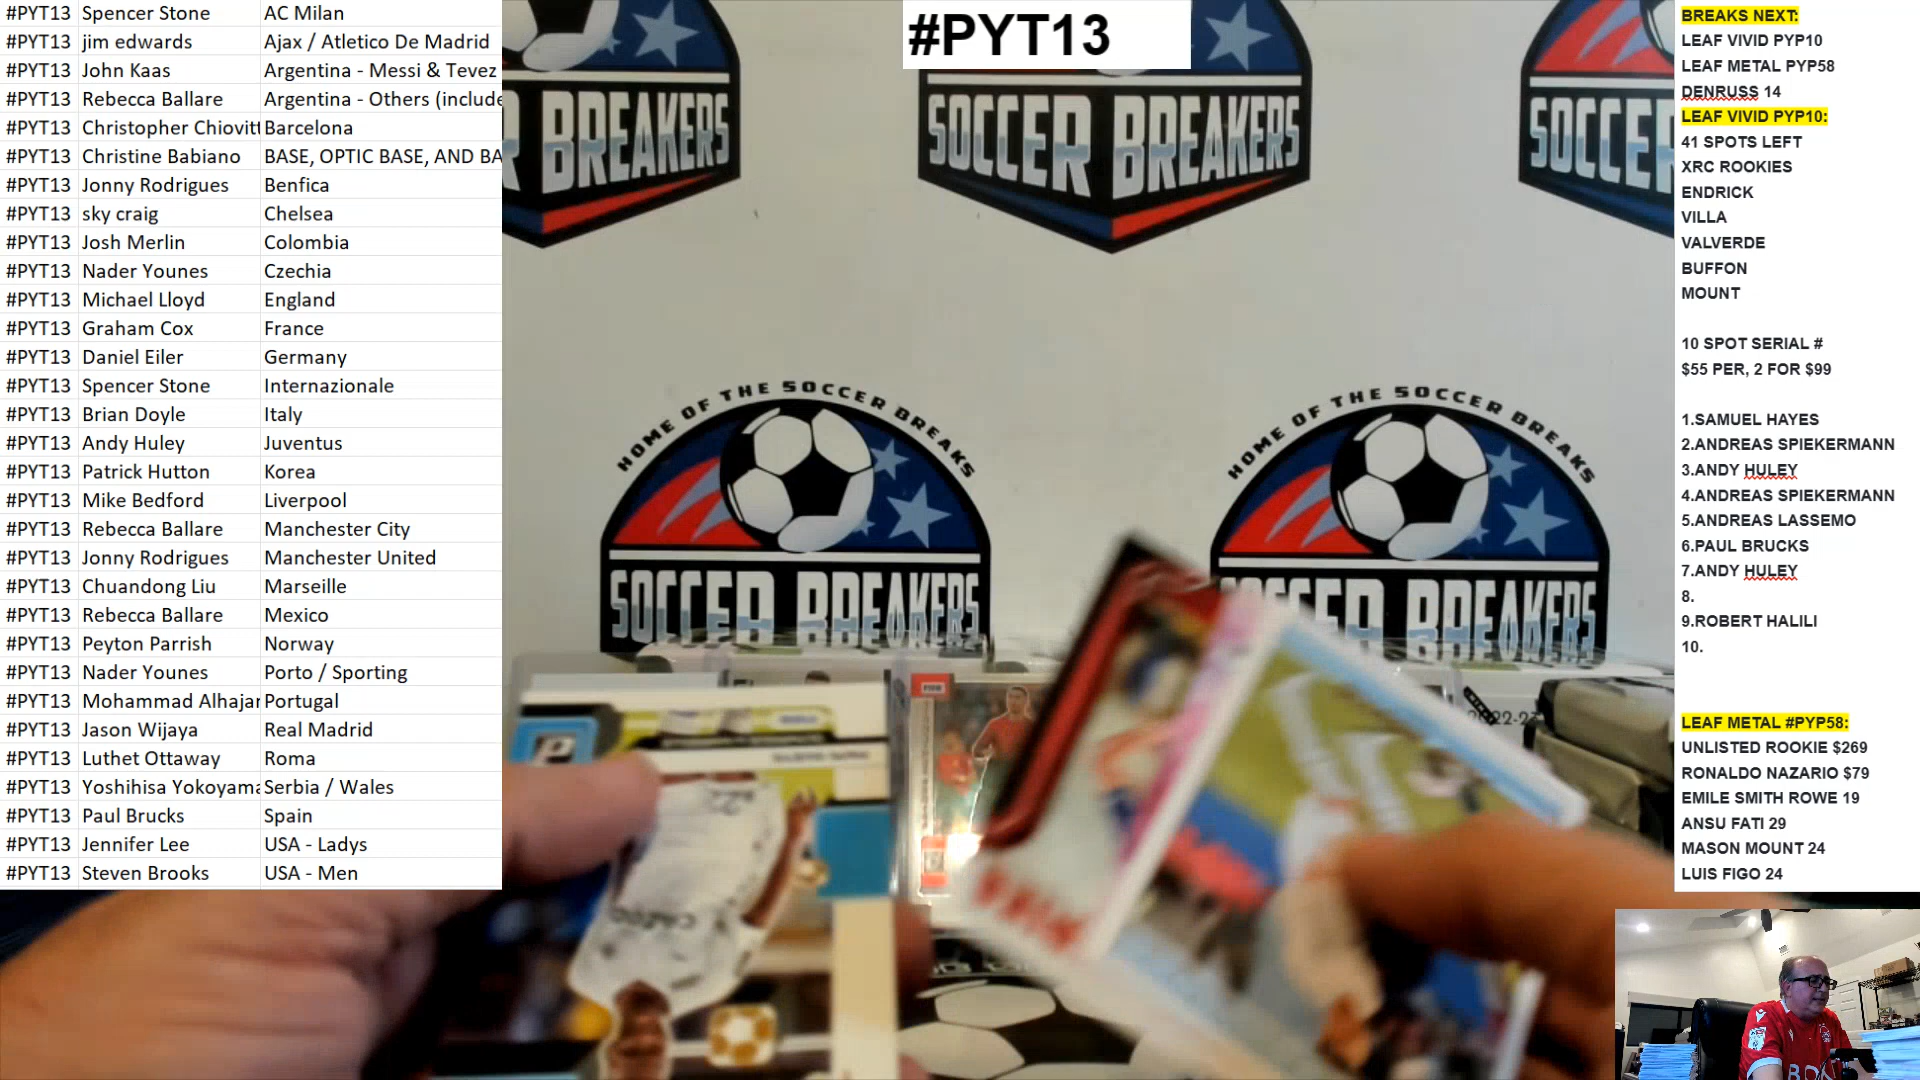 #PYT13 Spencer Stone AC Milan
#PYT13 jim edwards Ajax / Atletico De Madrid
#PYT13 John Kaas Argentina - Messi & Tevez
#PYT13 Rebecca Ballare Argentina - Others (include
#PYT13 Christopher Chiovitt Barcelona
#PYT13 Christine Babiano BASE, OPTIC BASE, AND BA
#PYT13 Jonny Rodrigues Benfica
#PYT13 sky craig Chelsea
#PYT13 Josh Merlin Colombia
#PYT13 Nader Younes Czechia
#PYT13 Michael Lloyd England
#PYT13 Graham Cox France
#PYT13 Daniel Eiler Germany
#PYT13 Spencer Stone Internazionale
#PYT13 Brian Doyle Italy
#PYT13 Andy Huley Juventus
#PYT13 Patrick Hutton Korea
#PYT13 Mike Bedford Liverpool
#PYT13 Rebecca Ballare Manchester City
#PYT13 Jonny Rodrigues Manchester United
#PYT13 Chuandong Liu Marseille
#PYT13 Rebecca Ballare Mexico
#PYT13 Peyton Parrish Norway
#PYT13 Nader Younes Porto / Sporting
#PYT13 Mohammad Alhajar Portugal
#PYT13 Jason Wijaya Real Madrid
#PYT13 Luthet Ottaway Roma
#PYT13 Yoshihisa Yokoyama Serbia / Wales
#PYT13 Paul Brucks Spain
#PYT13 Jennifer Lee USA - Ladys
#PYT13 Steven Brooks USA - Men
#PYT13
R BREAKERS
SOCCER BREAKERS
SOCCE
HOME OF THE SOCCER BREAKS
SOCCER BREAKERS
HOME OF THE SOCCER BREAKS
SOCCER BREAKERS
BREAKS NEXT:
LEAF VIVID PYP10
LEAF METAL PYP58
DENRUSS 14
LEAF VIVID PYP10:
41 SPOTS LEFT
XRC ROOKIES
ENDRICK
VILLA
VALVERDE
BUFFON
MOUNT
10 SPOT SERIAL #
$55 PER, 2 FOR $99
1.SAMUEL HAYES
2.ANDREAS SPIEKERMANN
3.ANDY HULEY
4.ANDREAS SPIEKERMANN
5.ANDREAS LASSEMO
6.PAUL BRUCKS
7.ANDY HULEY
8.
9.ROBERT HALILI
10.
LEAF METAL #PYP58:
UNLISTED ROOKIE $269
RONALDO NAZARIO $79
EMILE SMITH ROWE 19
ANSU FATI 29
MASON MOUNT 24
LUIS FIGO 24